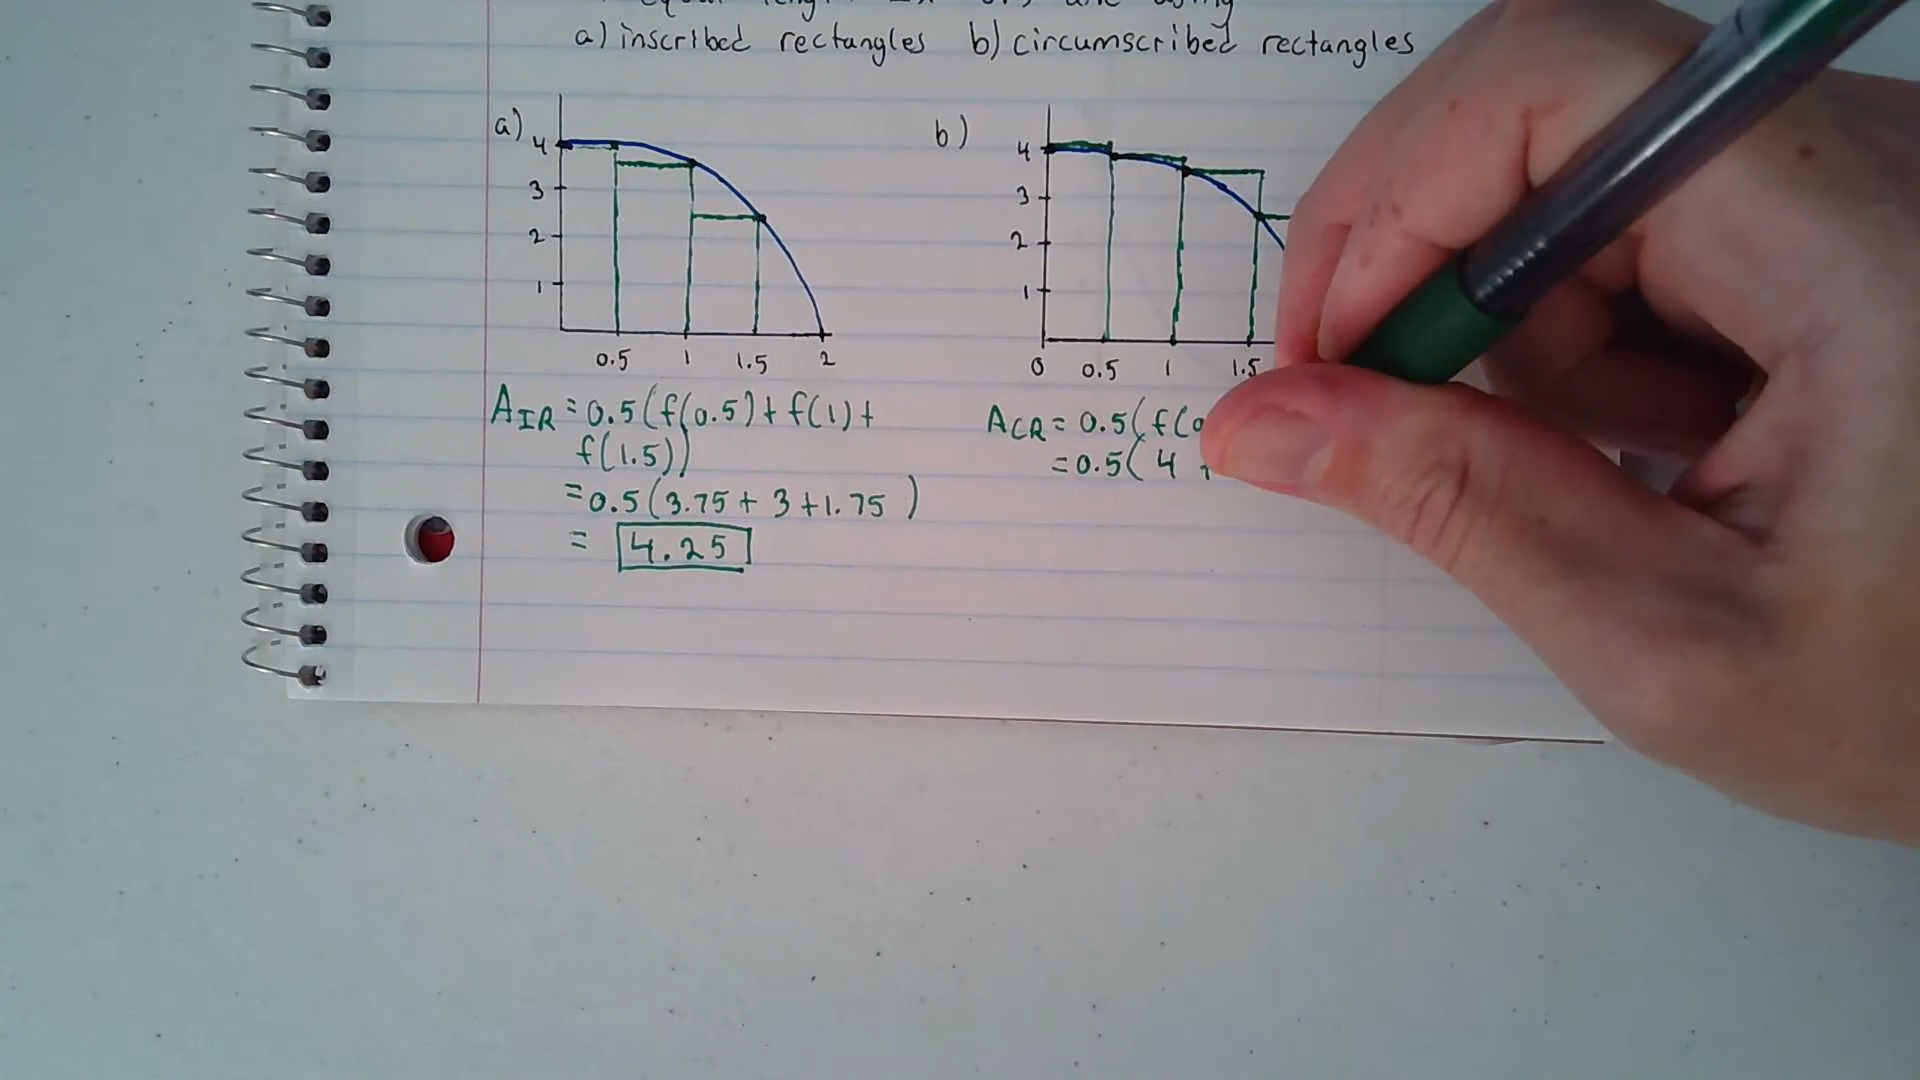 a) inscribed rectangles b) circumscribed rectangles
a)
4
3
2
1
0.5 1 1.5 2
b)
4
3
2
1
0 0.5 1 1.5
A_IR = 0.5(f(0.5) + f(1) +
f(1.5))
= 0.5(3.75 + 3 + 1.75 )
= 4.25
A_CR = 0.5(f(0
= 0.5( 4